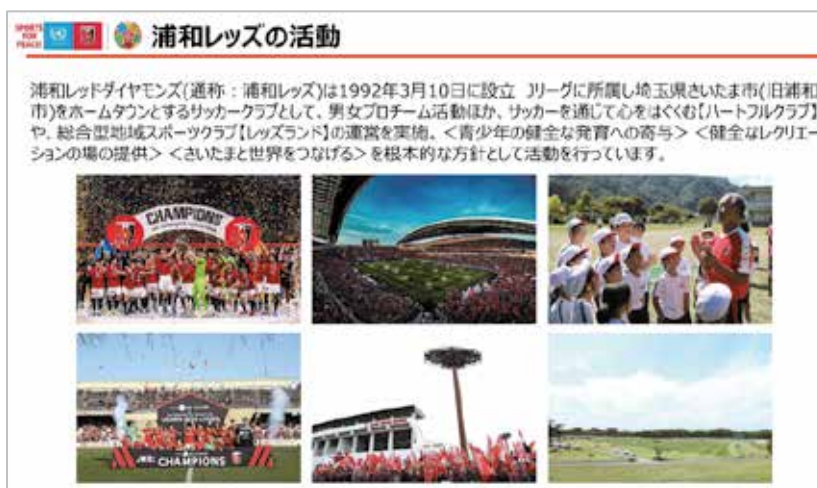 SPORTS
FOR
PEACE!
浦和レッズの活動
浦和レッドダイヤモンズ(通称：浦和レッズ)は1992年3月10日に設立 Jリーグに所属し埼玉県さいたま市(旧浦和
市)をホームタウンとするサッカークラブとして、男女プロチーム活動ほか、サッカーを通じて心をはぐくむ【ハートフルクラブ】
や、総合型地域スポーツクラブ【レッズランド】の運営を実施。＜青少年の健全な発育への寄与＞ ＜健全なレクリエー
ションの場の提供＞ ＜さいたまと世界をつなげる＞を根本的な方針として活動を行っています。
CHAMPIONS
CHAMPIONS